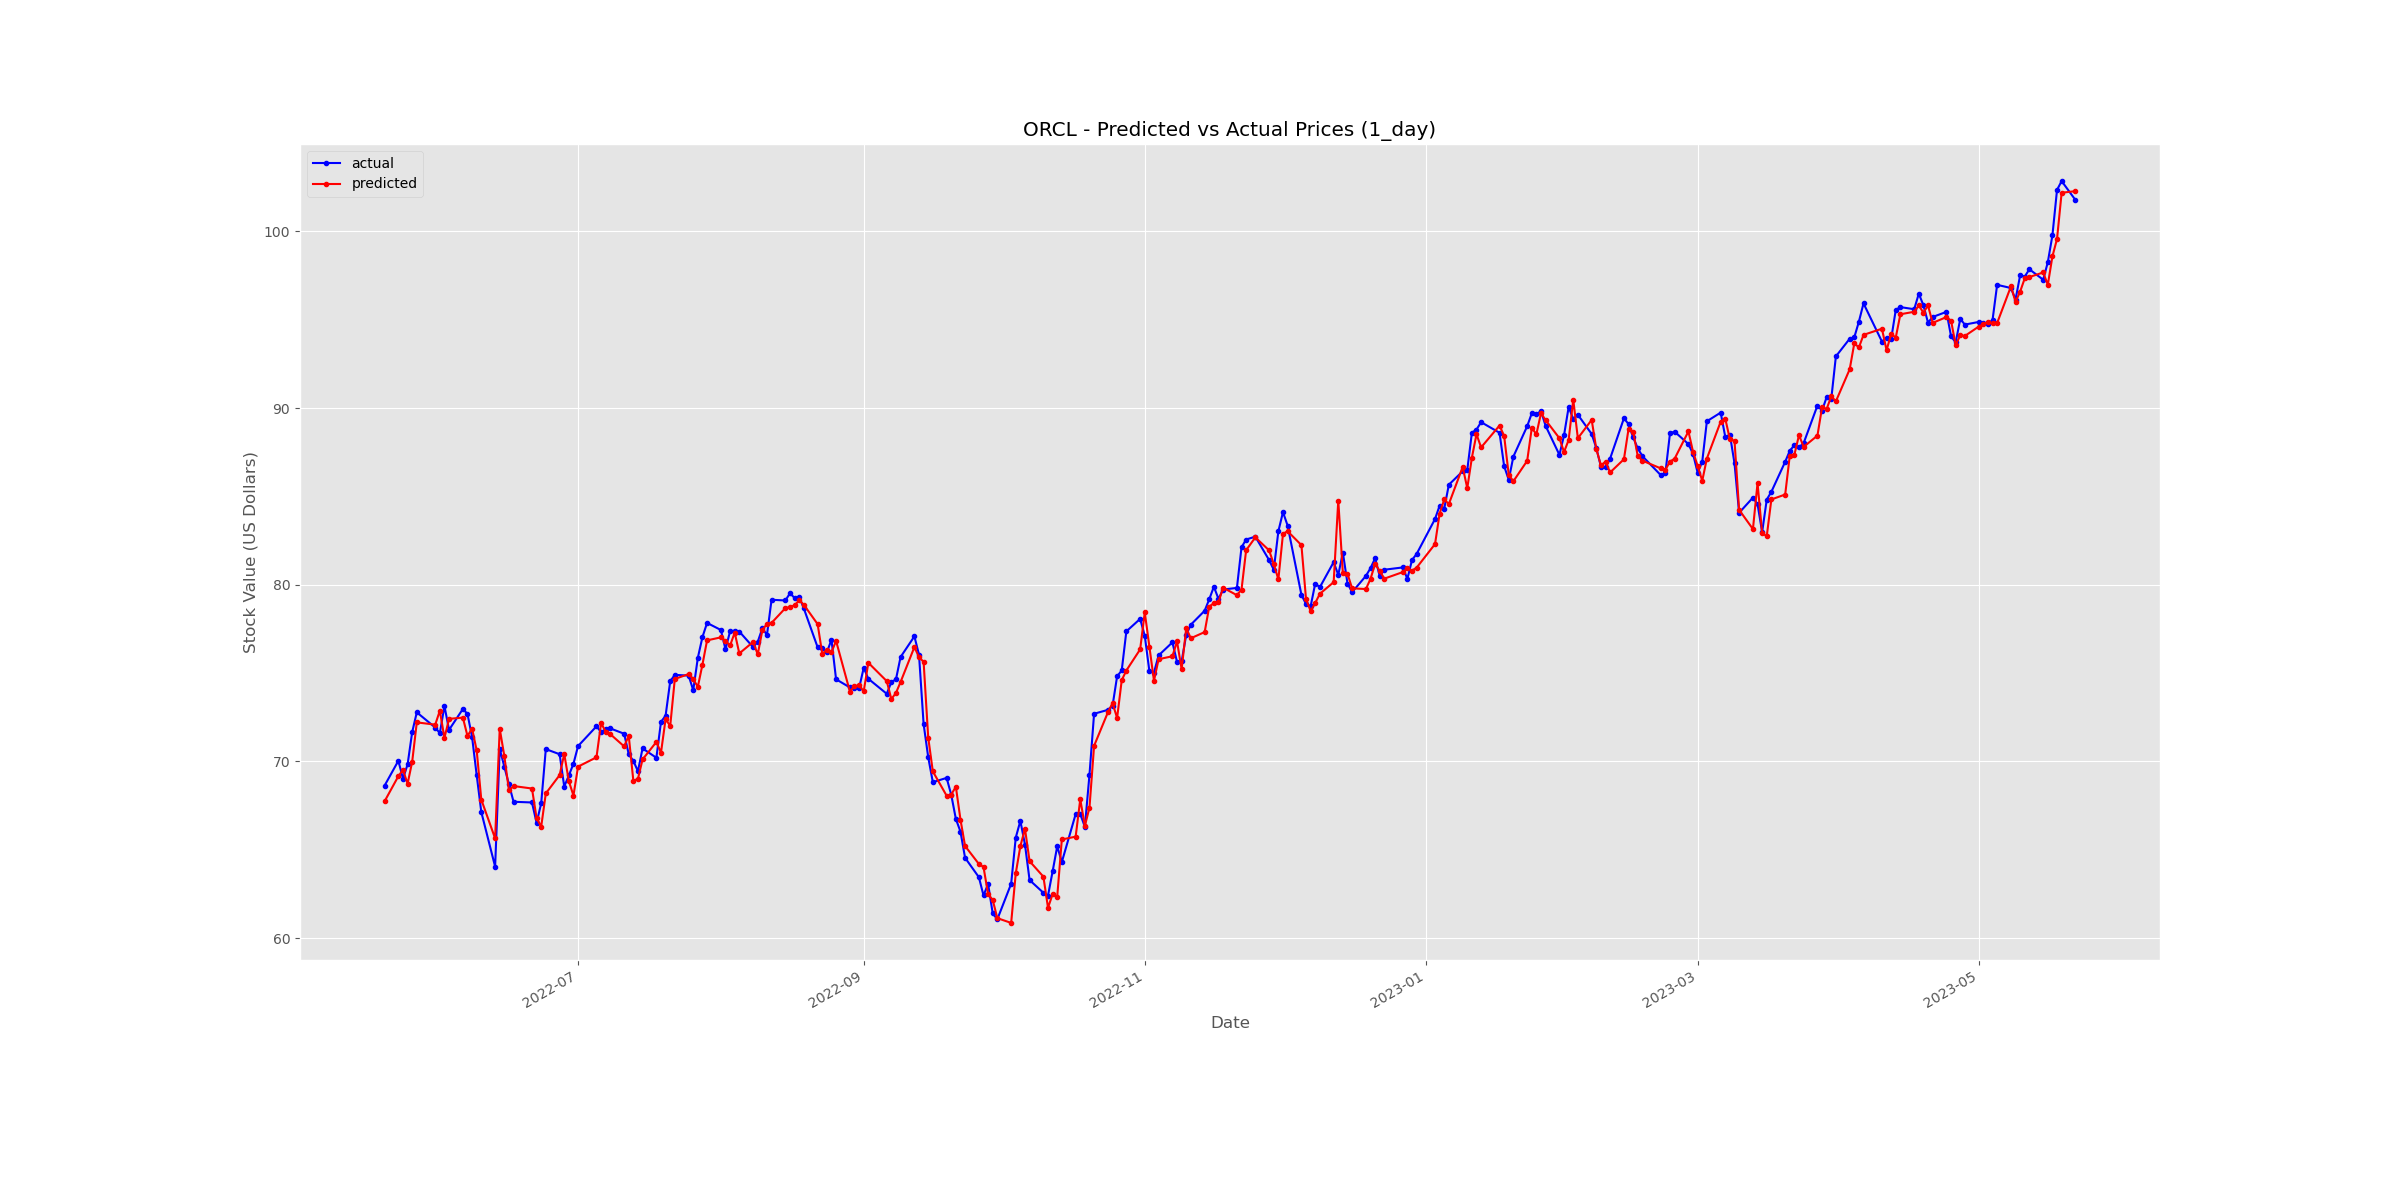 ORCL - Predicted vs Actual Prices (1_day)
actual
predicted
100
90
80
70
60
Stock Value (US Dollars)
2022-07
2022-09
2022-11
2023-01
2023-03
2023-05
Date